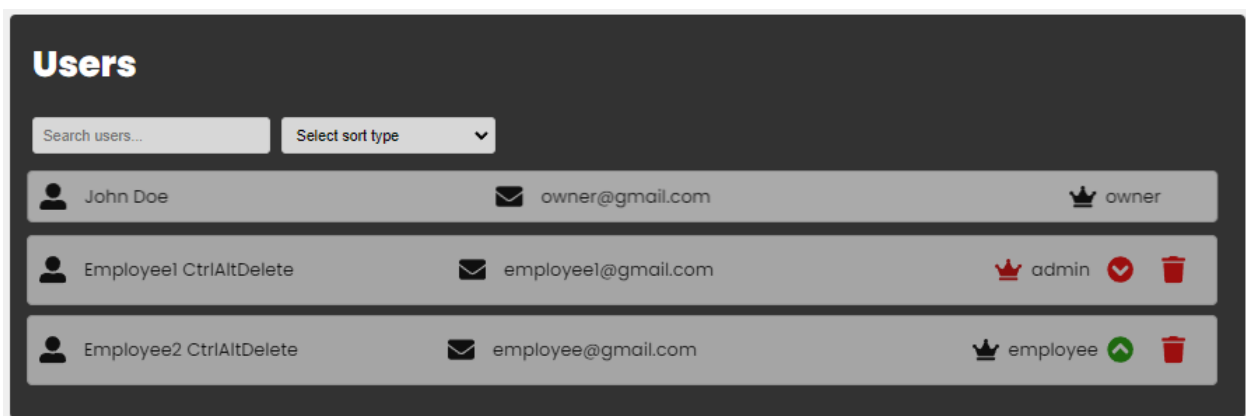 Users
Search users... Select sort type
John Doe owner@gmail.com owner
Employee1 CtrlAltDelete employee1@gmail.com admin
Employee2 CtrlAltDelete employee@gmail.com employee